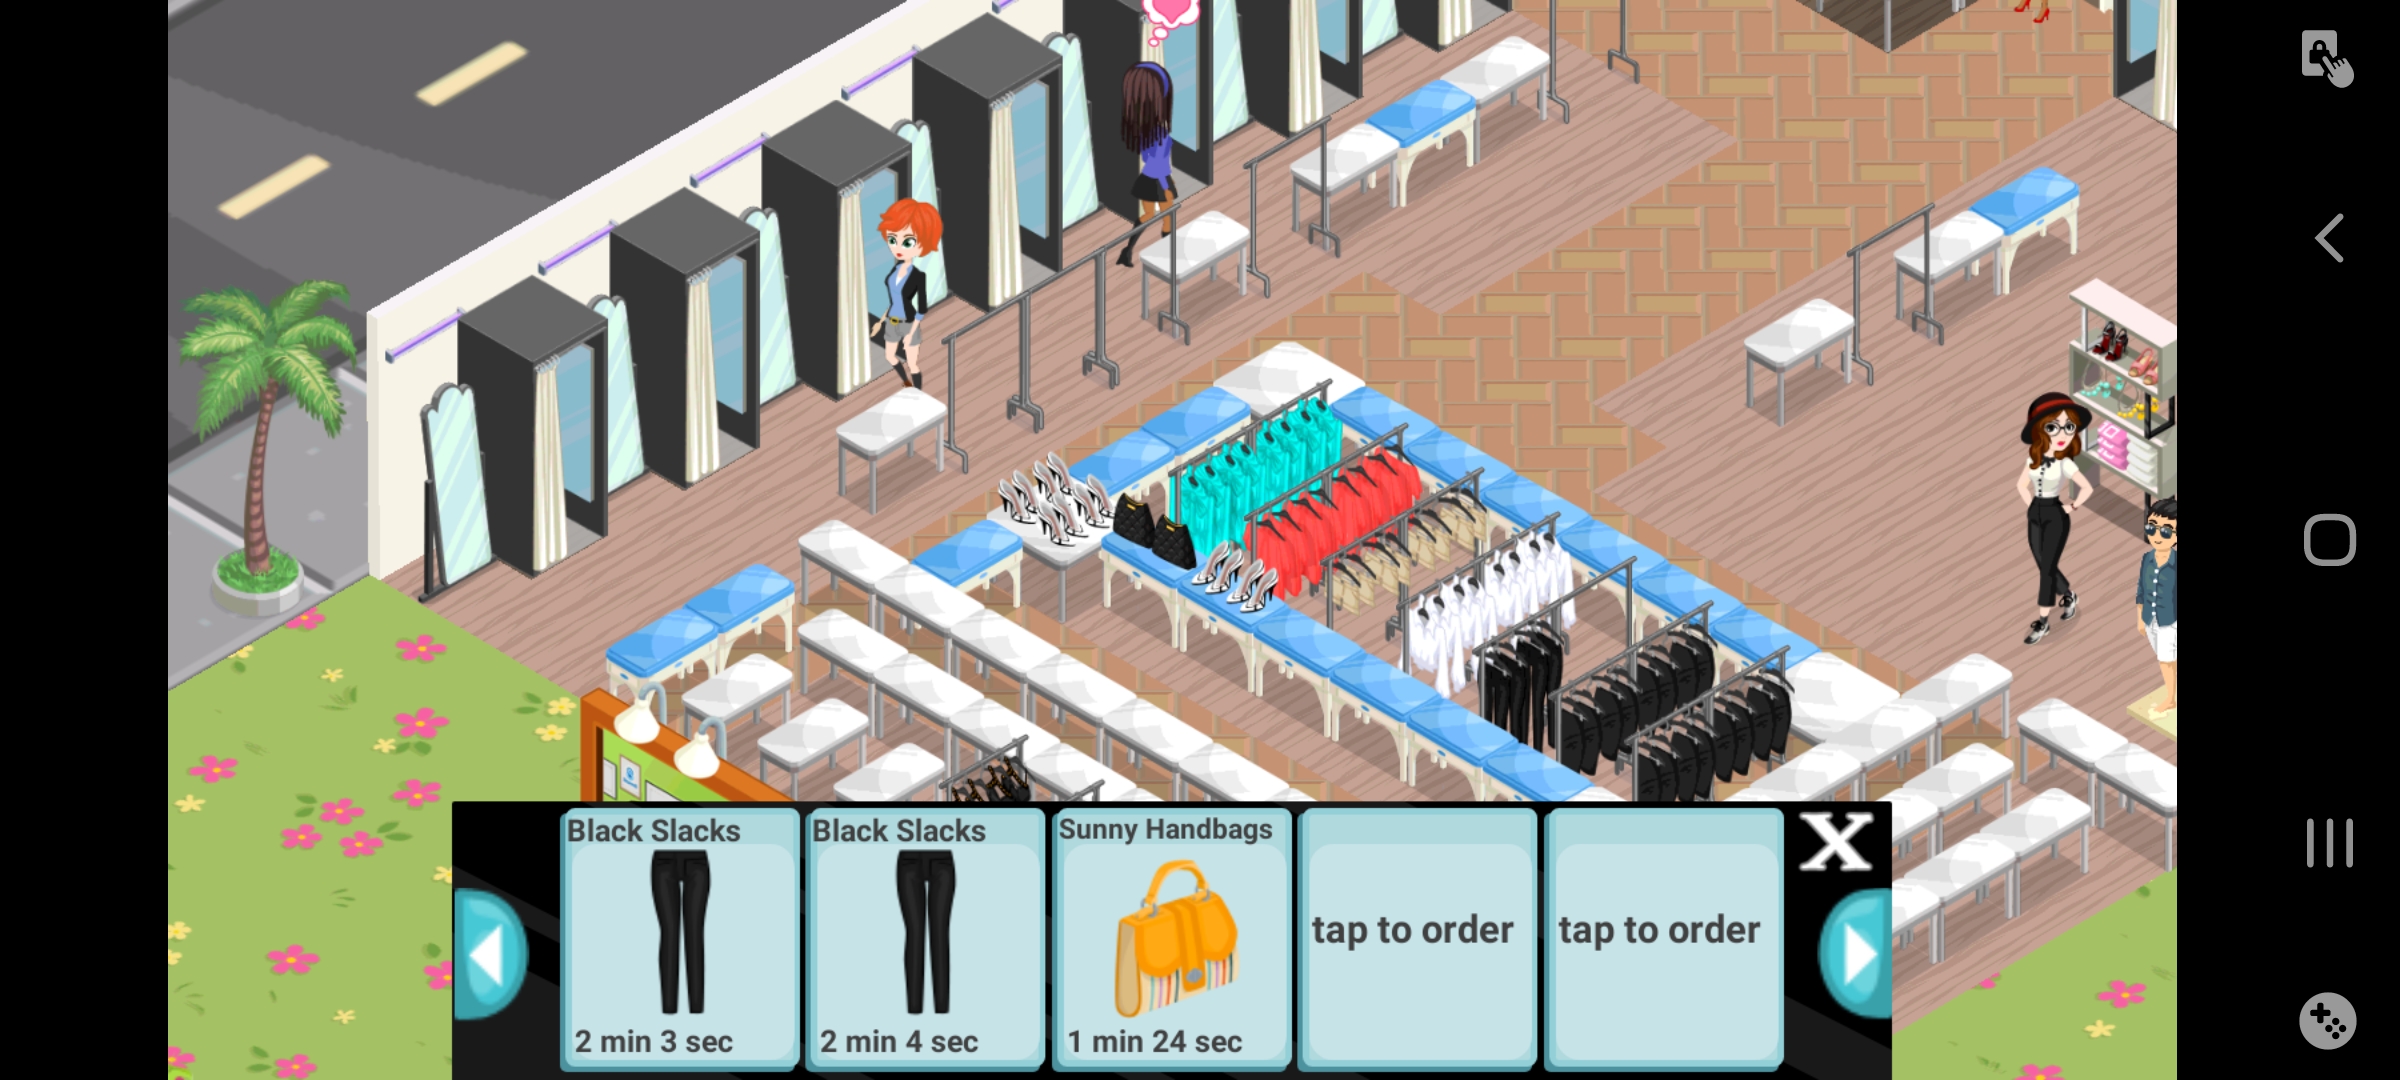 Black Slacks
2 min 3 sec
Black Slacks
2 min 4 sec
Sunny Handbags
1 min 24 sec
tap to order
tap to order
X